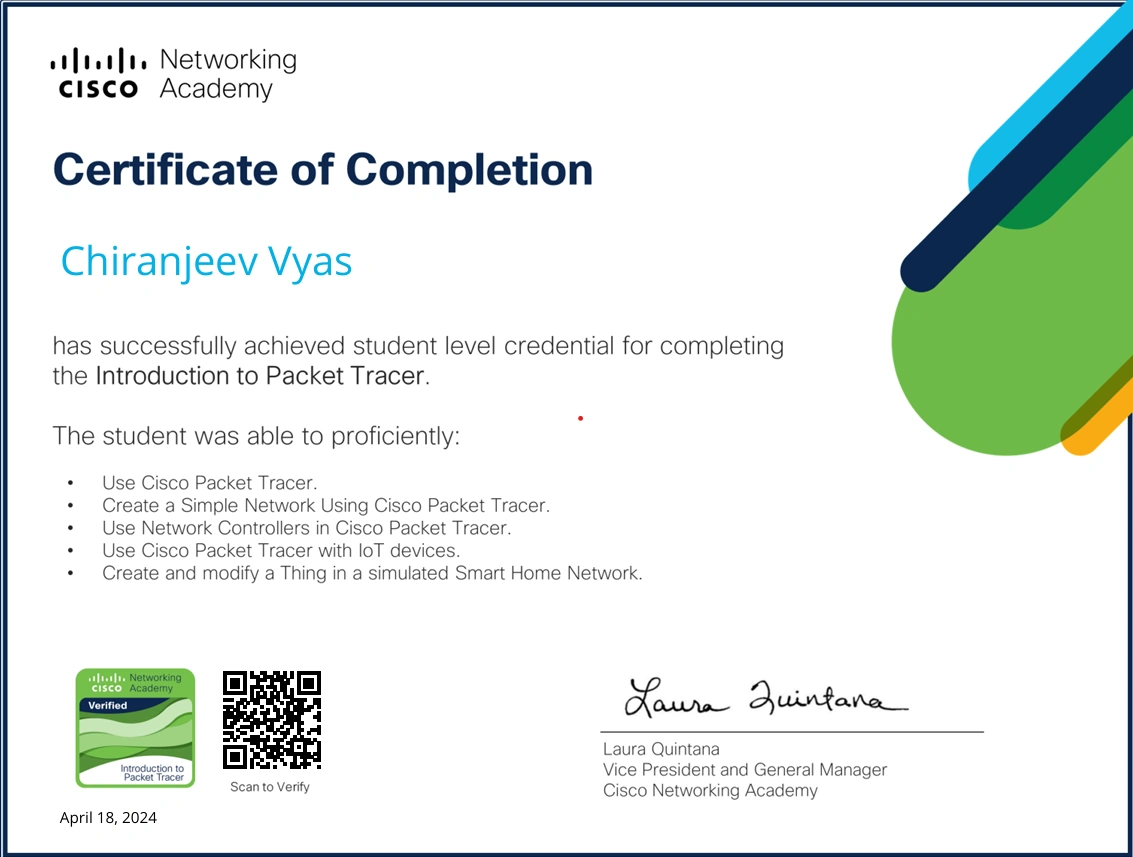 CISCO
Networking
Academy
Certificate of Completion
Chiranjeev Vyas
has successfully achieved student level credential for completing
the Introduction to Packet Tracer.
The student was able to proficiently:
• Use Cisco Packet Tracer.
• Create a Simple Network Using Cisco Packet Tracer.
• Use Network Controllers in Cisco Packet Tracer.
• Use Cisco Packet Tracer with IoT devices.
• Create and modify a Thing in a simulated Smart Home Network.
CISCO
Networking
Academy
Verified
Introduction to
Packet Tracer
Scan to Verify
April 18, 2024
Laura Quintana
Laura Quintana
Vice President and General Manager
Cisco Networking Academy